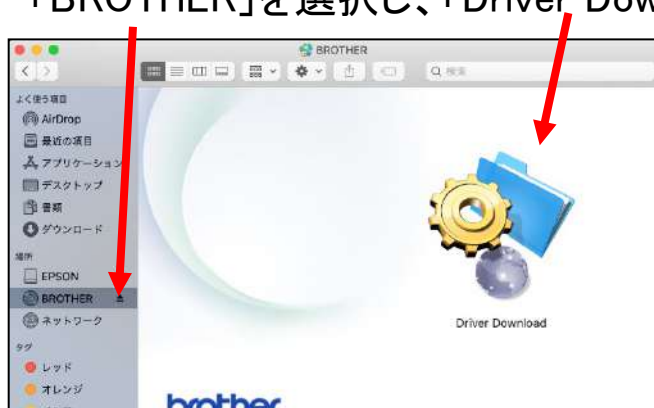 「BROTHER」を選択し、「Driver Dow
BROTHER
検索
よく使う項目
AirDrop
最近の項目
アプリケーション
デスクトップ
書類
ダウンロード
場所
EPSON
BROTHER
ネットワーク
タグ
レッド
オレンジ
Driver Download
brother